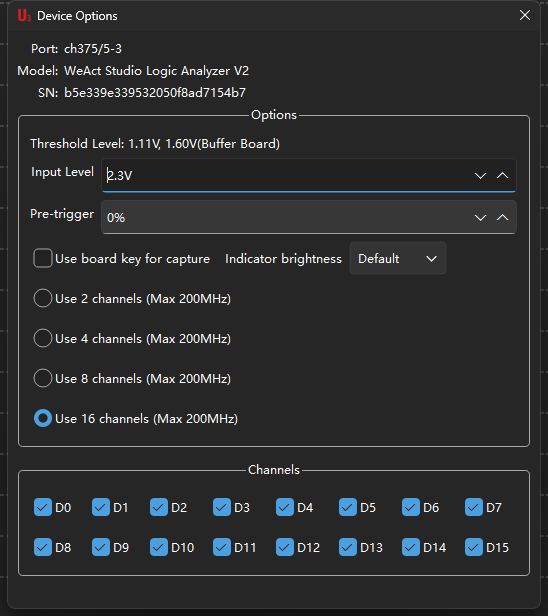 U₃ Device Options
Port: ch375/5-3
Model: WeAct Studio Logic Analyzer V2
SN: b5e339e339532050f8ad7154b7
Options
Threshold Level: 1.11V, 1.60V(Buffer Board)
Input Level 2.3V
Pre-trigger 0%
Use board key for capture Indicator brightness Default
Use 2 channels (Max 200MHz)
Use 4 channels (Max 200MHz)
Use 8 channels (Max 200MHz)
Use 16 channels (Max 200MHz)
Channels
D0 D1 D2 D3 D4 D5 D6 D7
D8 D9 D10 D11 D12 D13 D14 D15